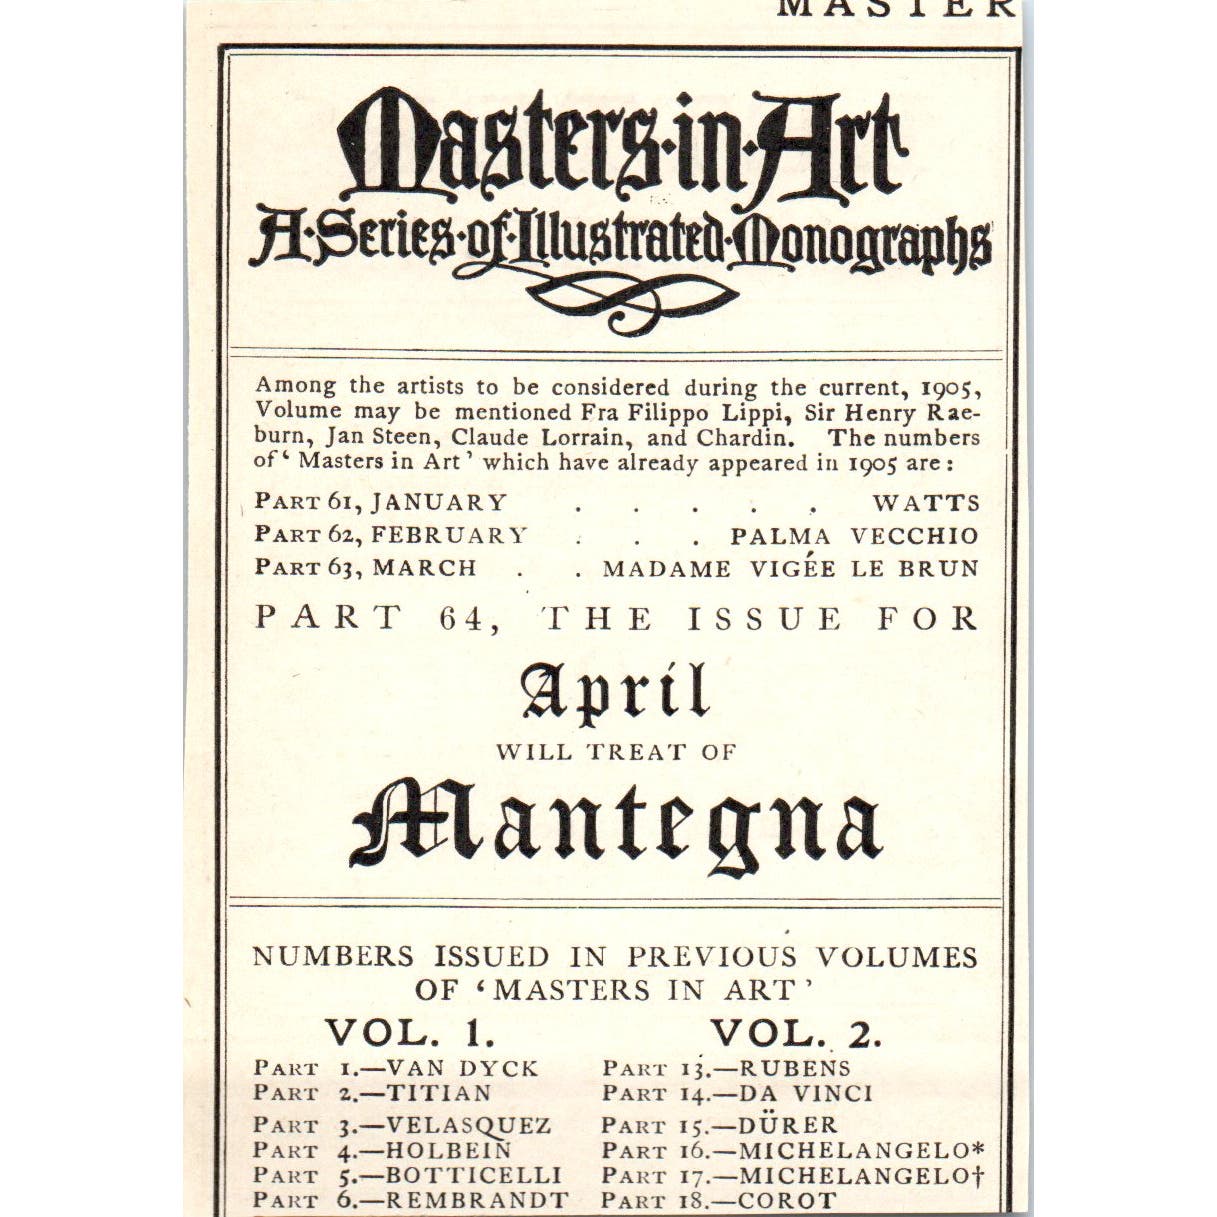 MASTER
Masters·in·Art
A·Series·of·Illustrated·Monographs
Among the artists to be considered during the current, 1905,
Volume may be mentioned Fra Filippo Lippi, Sir Henry Rae-
burn, Jan Steen, Claude Lorrain, and Chardin. The numbers
of ‘Masters in Art’ which have already appeared in 1905 are:
PART 61, JANUARY . . . . . WATTS
PART 62, FEBRUARY . . . PALMA VECCHIO
PART 63, MARCH . . MADAME VIGÉE LE BRUN
PART 64, THE ISSUE FOR
April
WILL TREAT OF
Mantegna
NUMBERS ISSUED IN PREVIOUS VOLUMES
OF ‘MASTERS IN ART’
VOL. 1.
PART 1.—VAN DYCK
PART 2.—TITIAN
PART 3.—VELASQUEZ
PART 4.—HOLBEIN
PART 5.—BOTTICELLI
PART 6.—REMBRANDT
VOL. 2.
PART 13.—RUBENS
PART 14.—DA VINCI
PART 15.—DÜRER
PART 16.—MICHELANGELO*
PART 17.—MICHELANGELO†
PART 18.—COROT